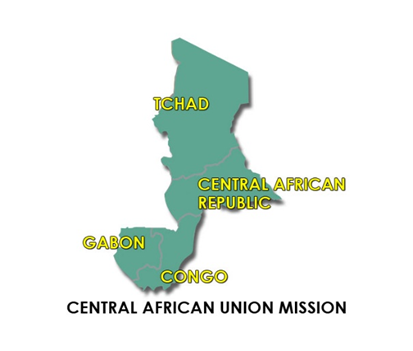 TCHAD
CENTRAL AFRICAN
REPUBLIC
GABON
CONGO
CENTRAL AFRICAN UNION MISSION